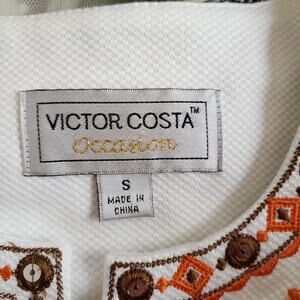 VICTOR COSTA™
Occasion
S
MADE IN
CHINA